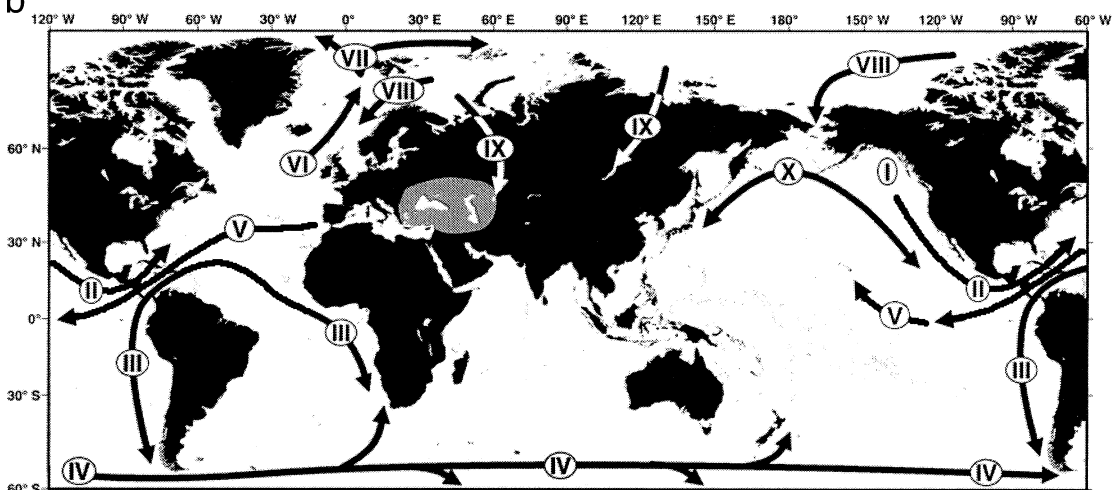 b
120° W 90° W 60° W 30° W 0° 30° E 60° E 90° E 120° E 150° E 180° 150° W 120° W 90° W 60° W
VII
VIII
VIII
IX
IX
60° N
VI
X
I
V
30° N
II
II
0°
III
V
III
III
30° S
IV
IV
IV
60° S